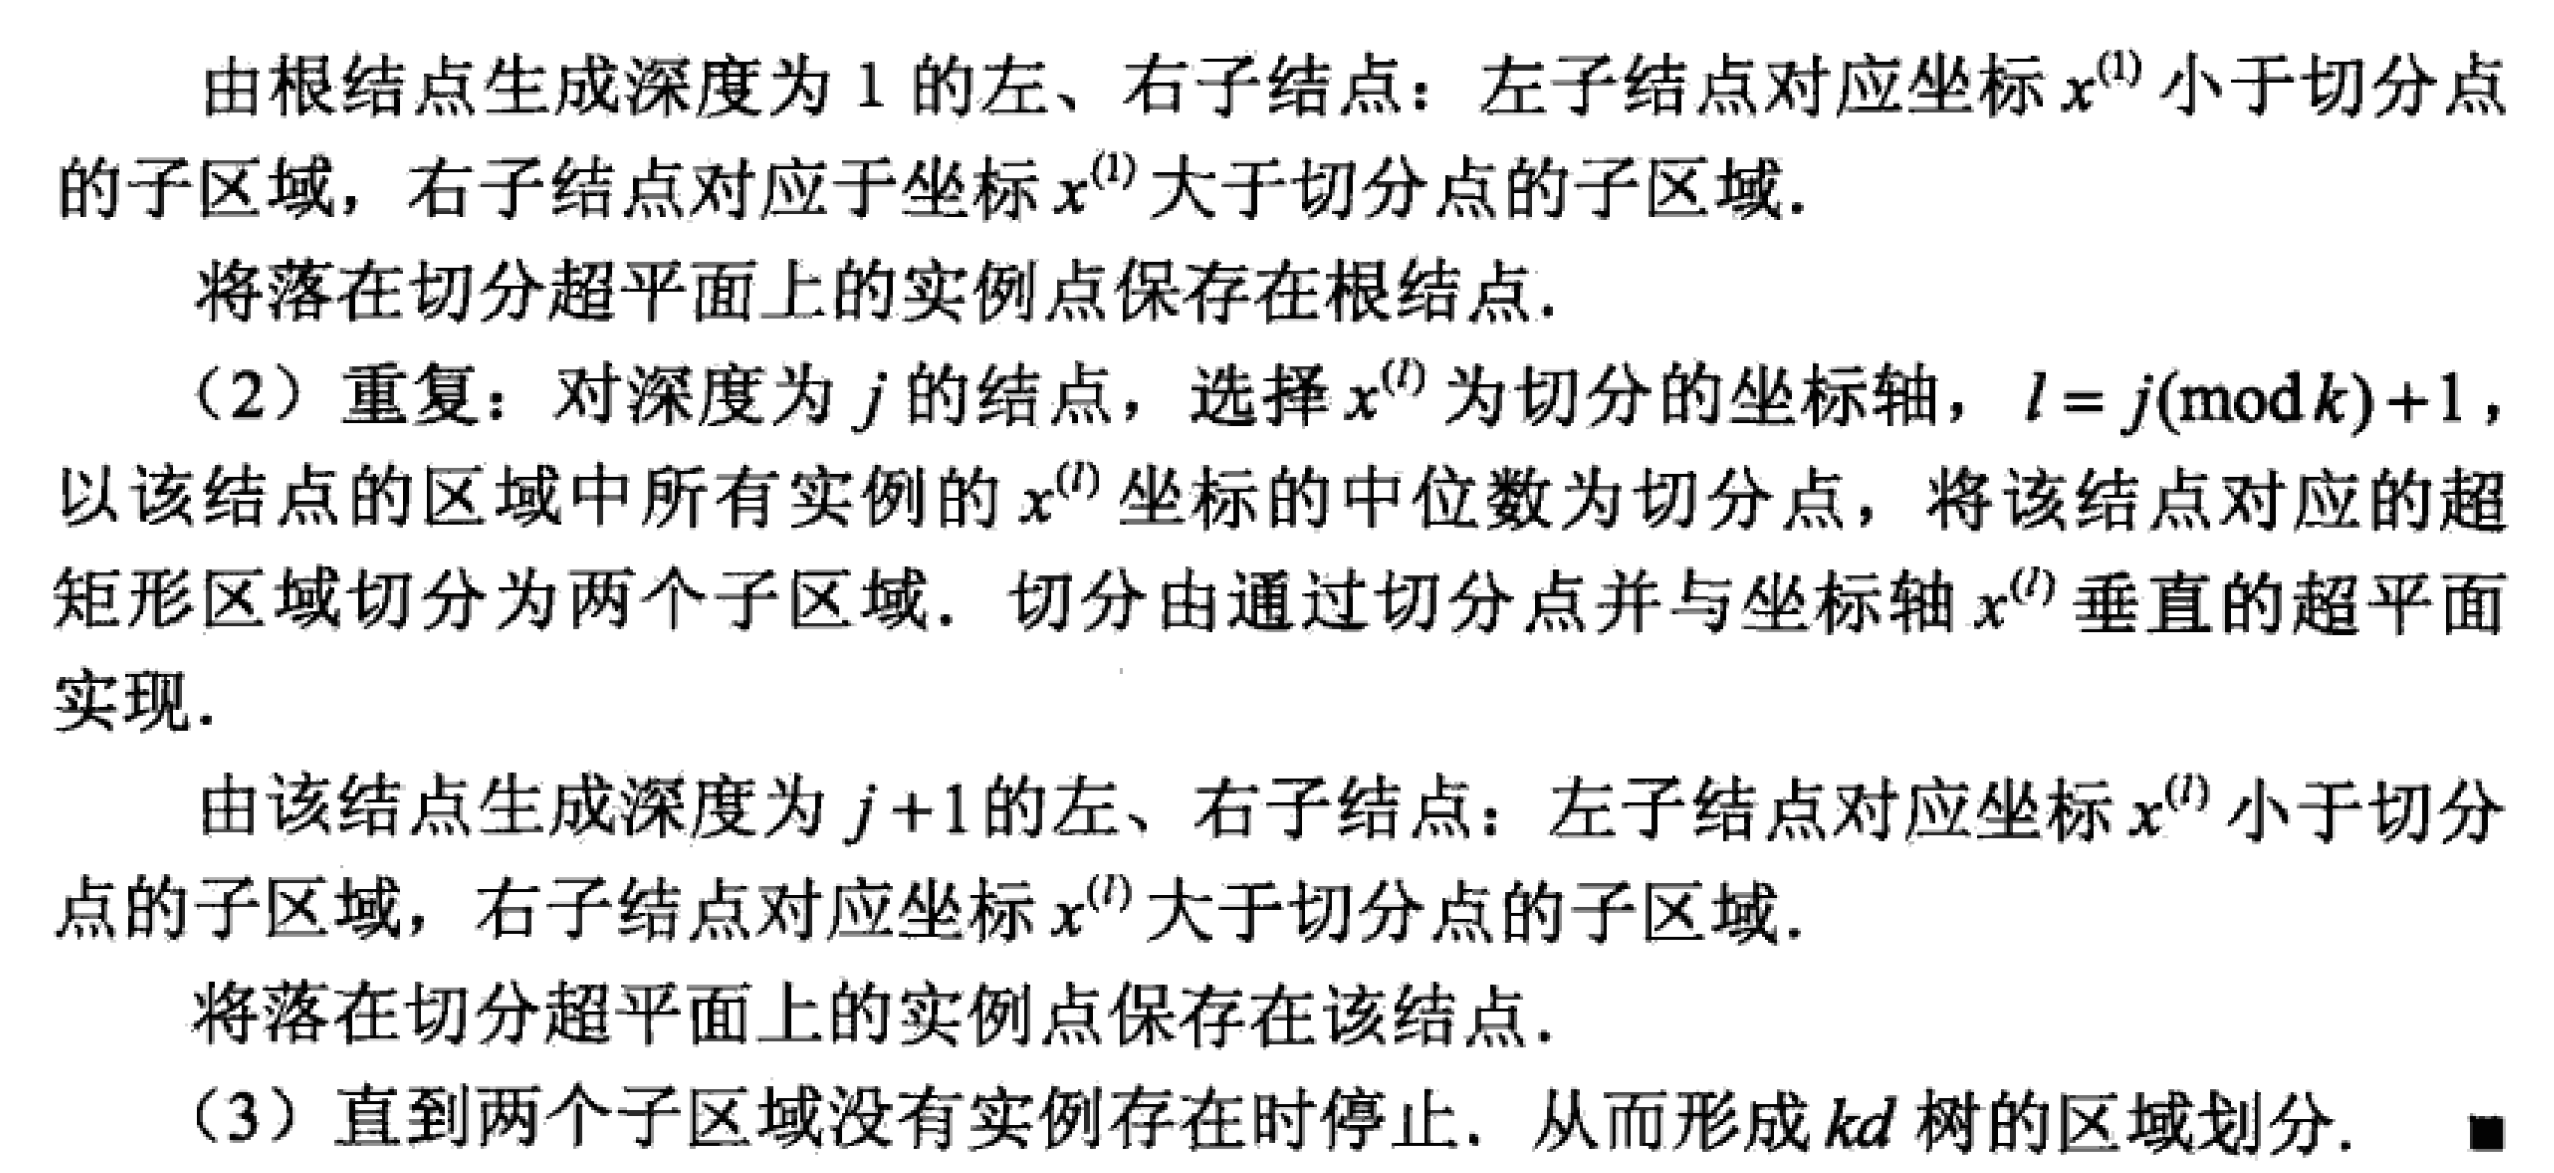 由根结点生成深度为 1 的左、右子结点：左子结点对应坐标 x⁽¹⁾ 小于切分点
的子区域，右子结点对应于坐标 x⁽¹⁾ 大于切分点的子区域．
将落在切分超平面上的实例点保存在根结点．
（2）重复：对深度为 j 的结点，选择 x⁽ˡ⁾ 为切分的坐标轴，l = j(mod k)+1，
以该结点的区域中所有实例的 x⁽ˡ⁾ 坐标的中位数为切分点，将该结点对应的超
矩形区域切分为两个子区域．切分由通过切分点并与坐标轴 x⁽ˡ⁾ 垂直的超平面
实现．
由该结点生成深度为 j+1 的左、右子结点：左子结点对应坐标 x⁽ˡ⁾ 小于切分
点的子区域，右子结点对应坐标 x⁽ˡ⁾ 大于切分点的子区域．
将落在切分超平面上的实例点保存在该结点．
（3）直到两个子区域没有实例存在时停止．从而形成 kd 树的区域划分． ■